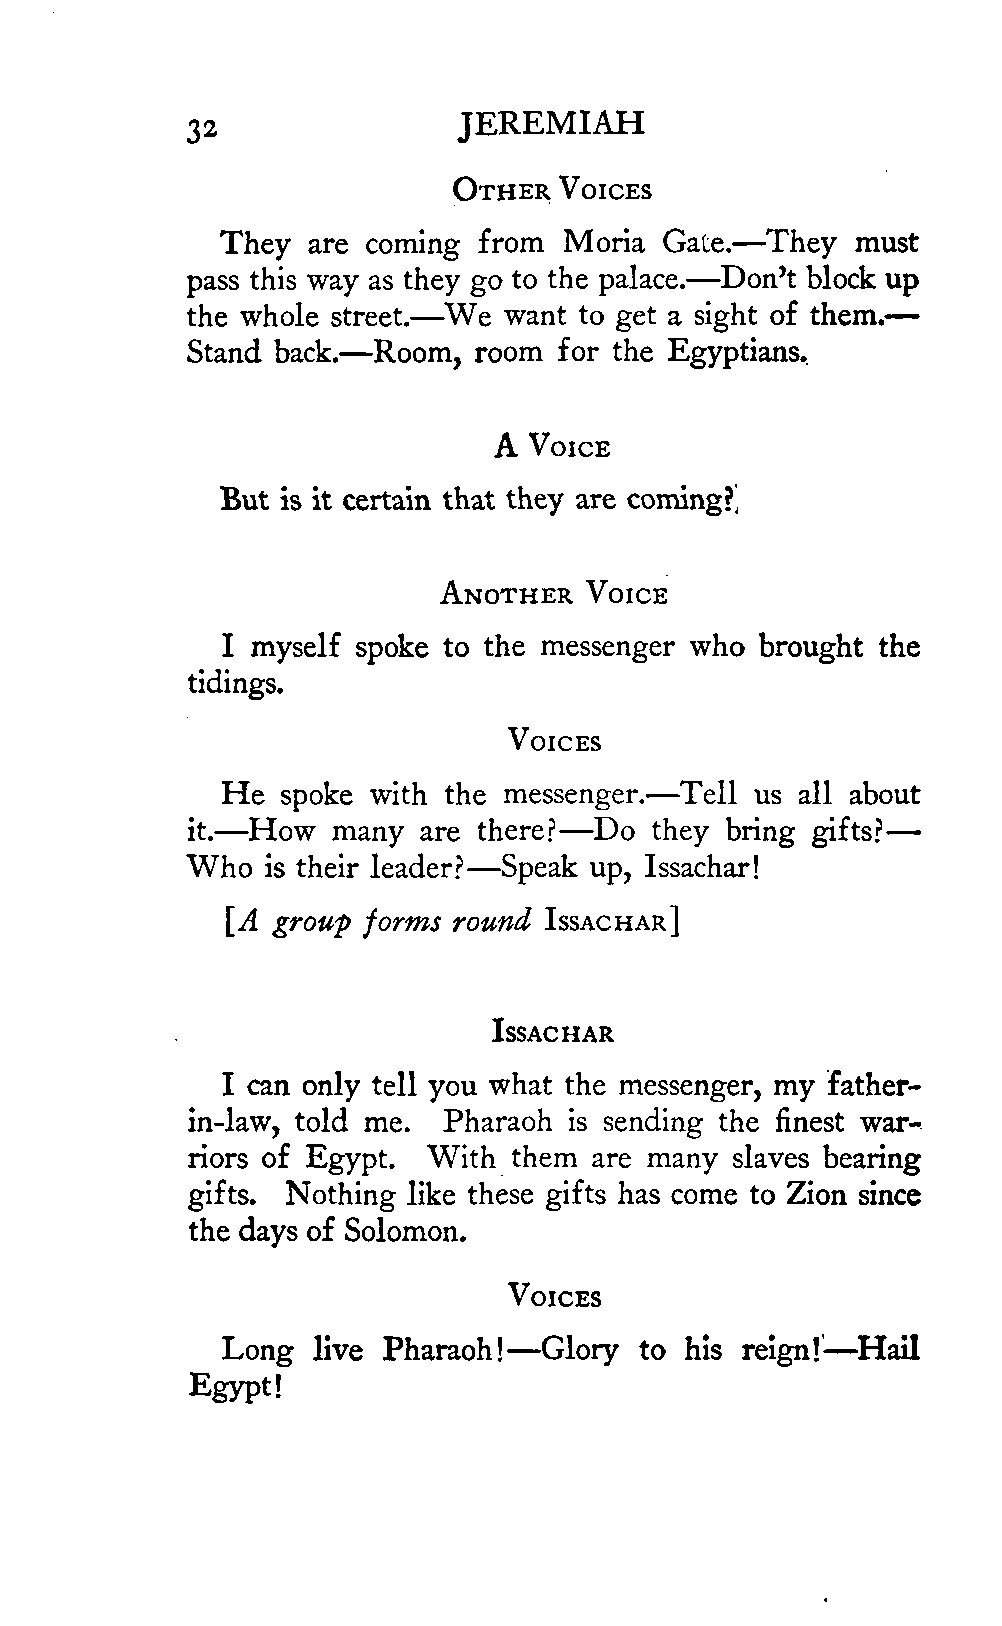 32 JEREMIAH
OTHER VOICES
They are coming from Moria Gate.—They must
pass this way as they go to the palace.—Don't block up
the whole street.—We want to get a sight of them.—
Stand back.—Room, room for the Egyptians.
A VOICE
But is it certain that they are coming?
ANOTHER VOICE
I myself spoke to the messenger who brought the
tidings.
VOICES
He spoke with the messenger.—Tell us all about
it.—How many are there?—Do they bring gifts?—
Who is their leader?—Speak up, Issachar!
[A group forms round ISSACHAR]
ISSACHAR
I can only tell you what the messenger, my father-
in-law, told me. Pharaoh is sending the finest war-
riors of Egypt. With them are many slaves bearing
gifts. Nothing like these gifts has come to Zion since
the days of Solomon.
VOICES
Long live Pharaoh!—Glory to his reign!—Hail
Egypt!